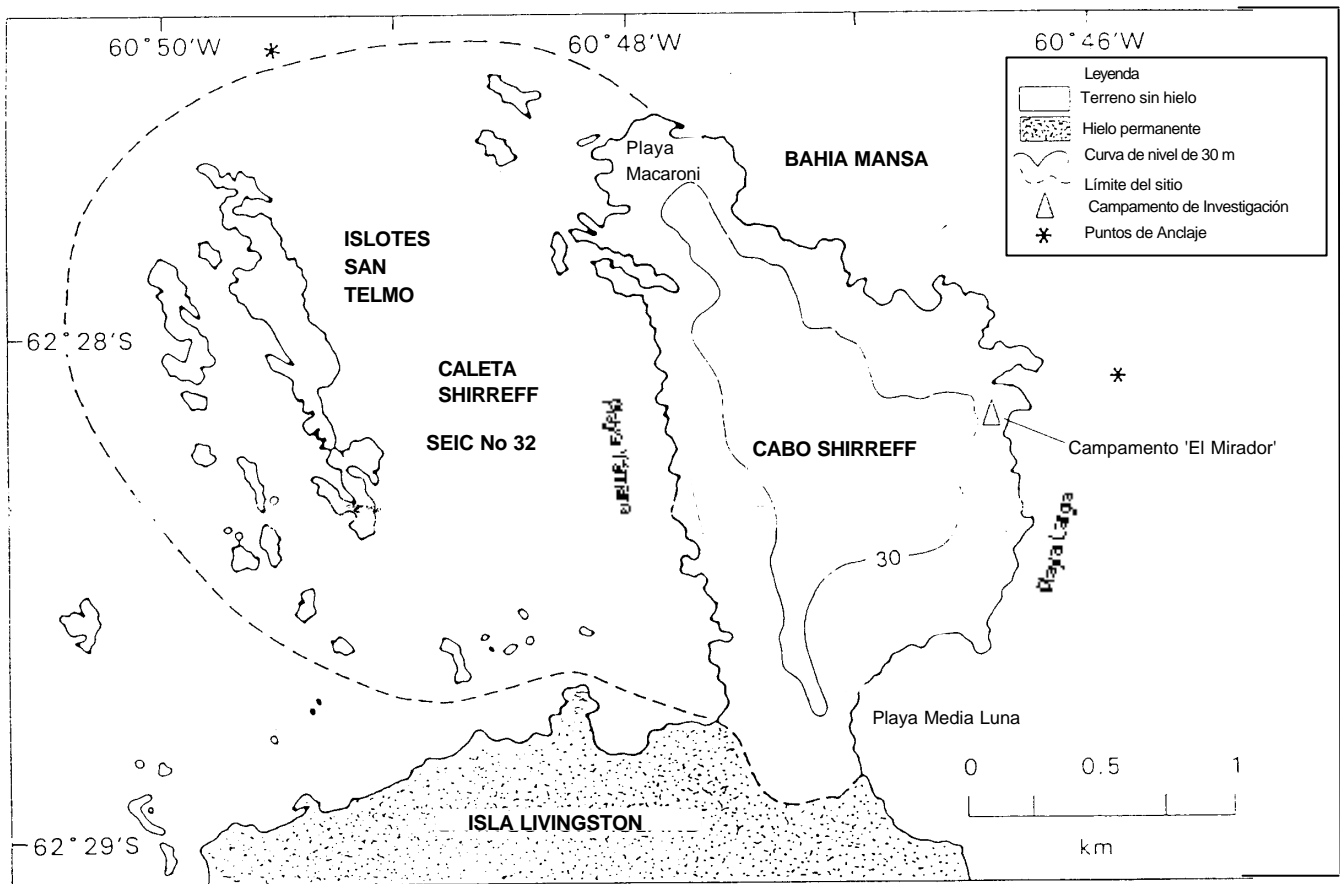 60°50'W
60°48'W
60°46'W
Leyenda
Terreno sin hielo
Hielo permanente
Curva de nivel de 30 m
Límite del sitio
Campamento de Investigación
Puntos de Anclaje
Playa
Macaroni
BAHIA MANSA
ISLOTES
SAN
TELMO
62°28'S
CALETA
SHIRREFF
SEIC No 32
CABO SHIRREFF
Campamento 'El Mirador'
Playa Larga
30
Playa Media Luna
0 0.5 1
km
ISLA LIVINGSTON
62°29'S